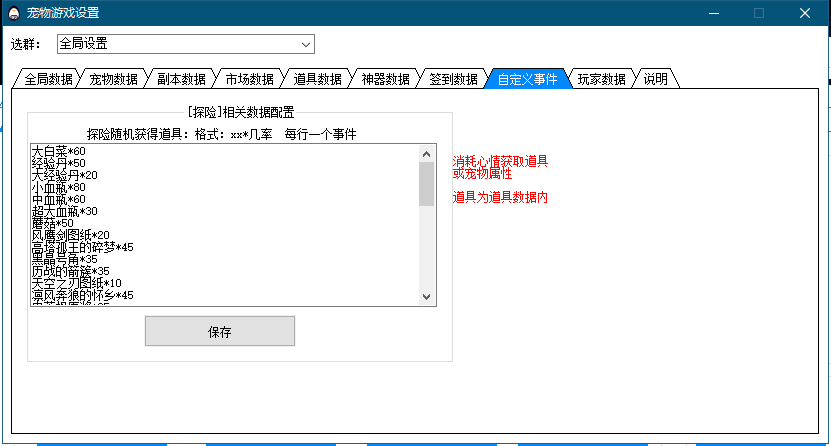 宠物游戏设置
选群：
全局设置
全局数据 宠物数据 副本数据 市场数据 道具数据 神器数据 签到数据 自定义事件 玩家数据 说明
[探险]相关数据配置
探险随机获得道具：格式：xx*几率 每行一个事件
大白菜*60
经验丹*50
大经验丹*20
小血瓶*80
中血瓶*60
超大血瓶*30
蘑菇*50
风鹰剑图纸*20
高塔孤王的碎梦*45
黑晶号角*35
历战的箭簇*35
天空之刃图纸*10
凛风奔狼的怀乡*45
消耗心情获取道具
或宠物属性
道具为道具数据内
保存